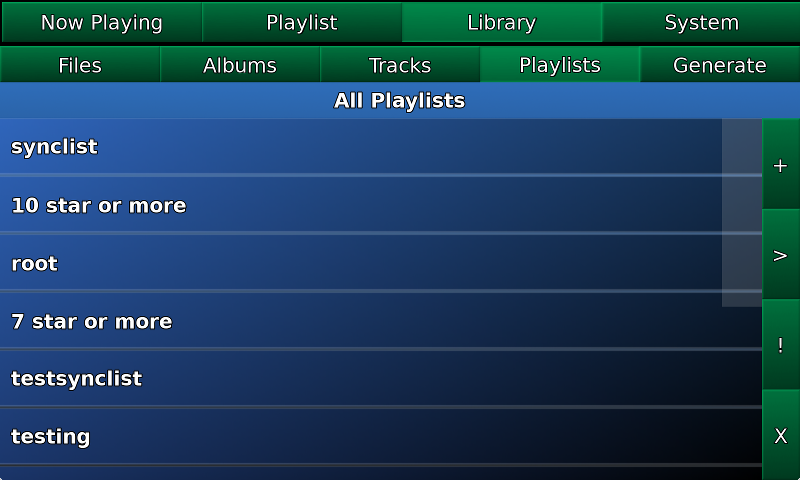 Now Playing Playlist Library System
Files Albums Tracks Playlists Generate
All Playlists
synclist
+
10 star or more
>
root
7 star or more
!
testsynclist
testing
X